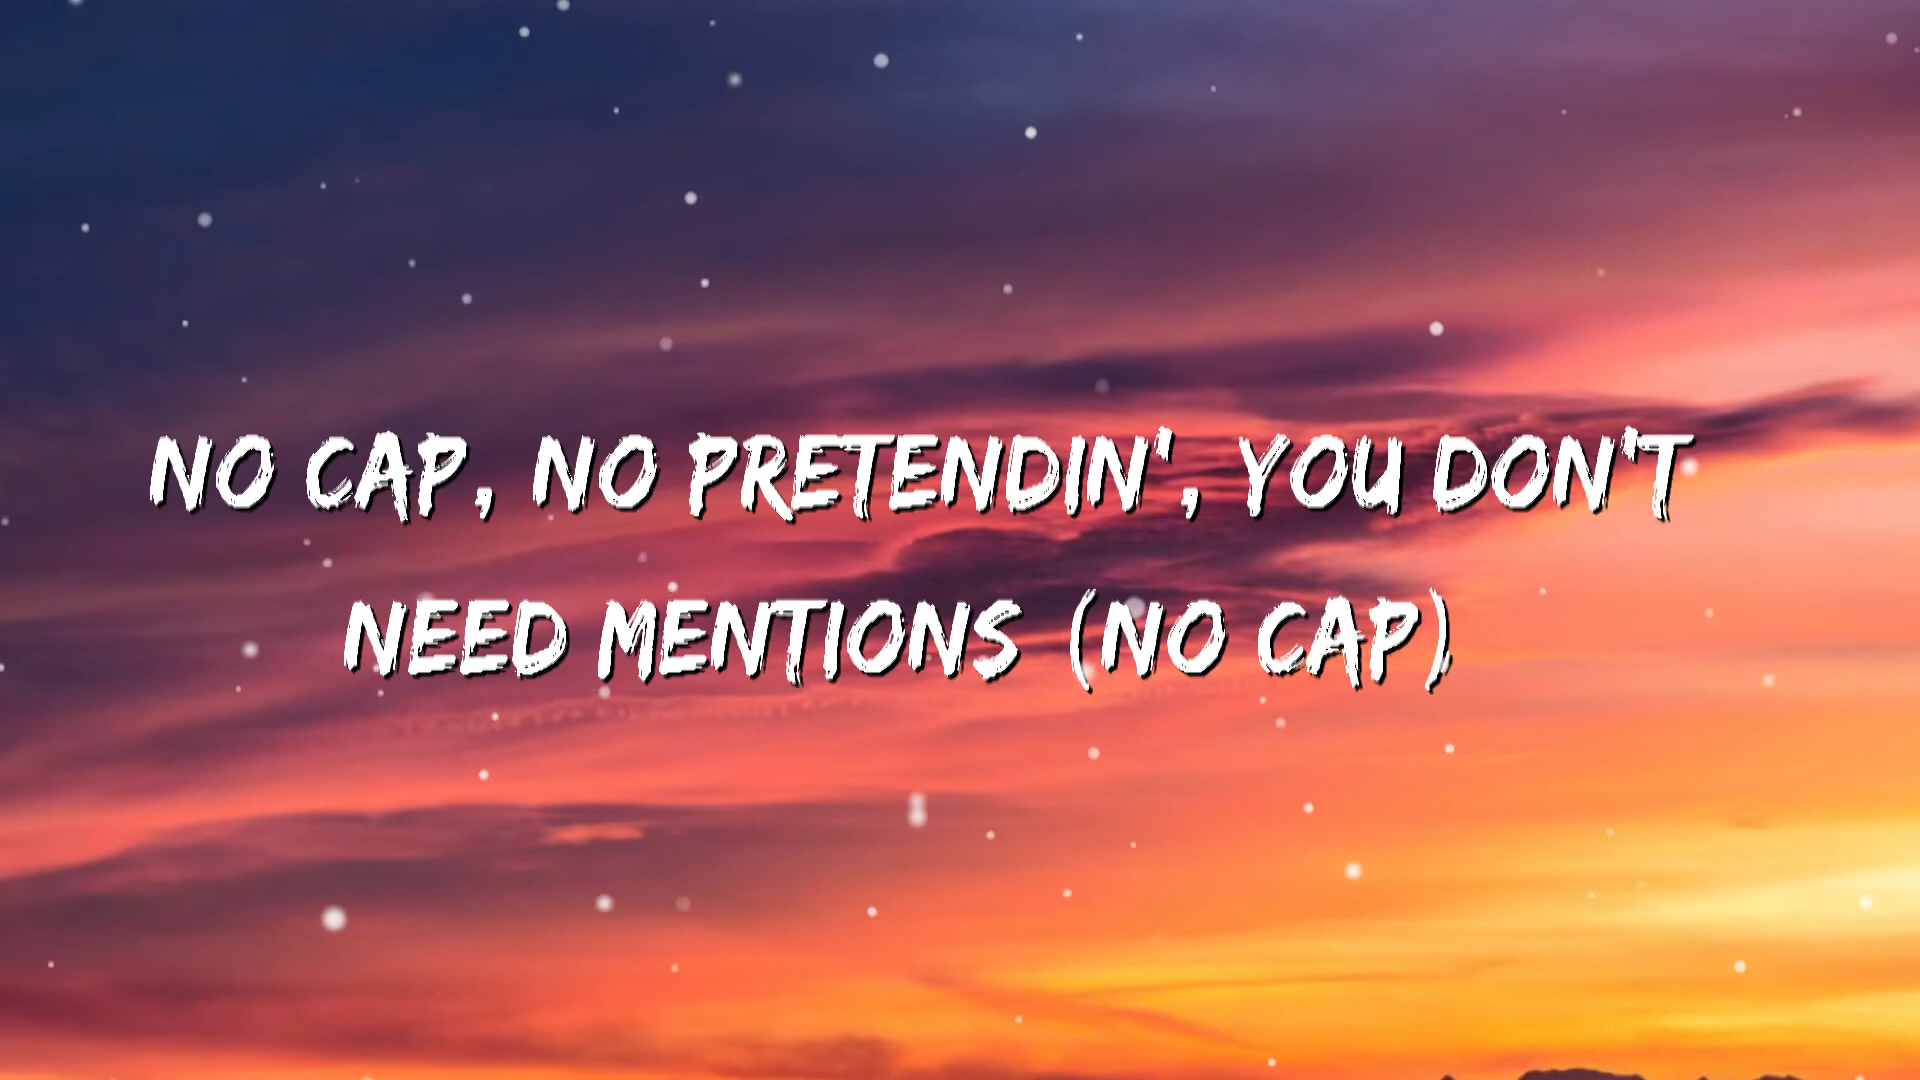 NO CAP, NO PRETENDIN', YOU DON'T
NEED MENTIONS (NO CAP)